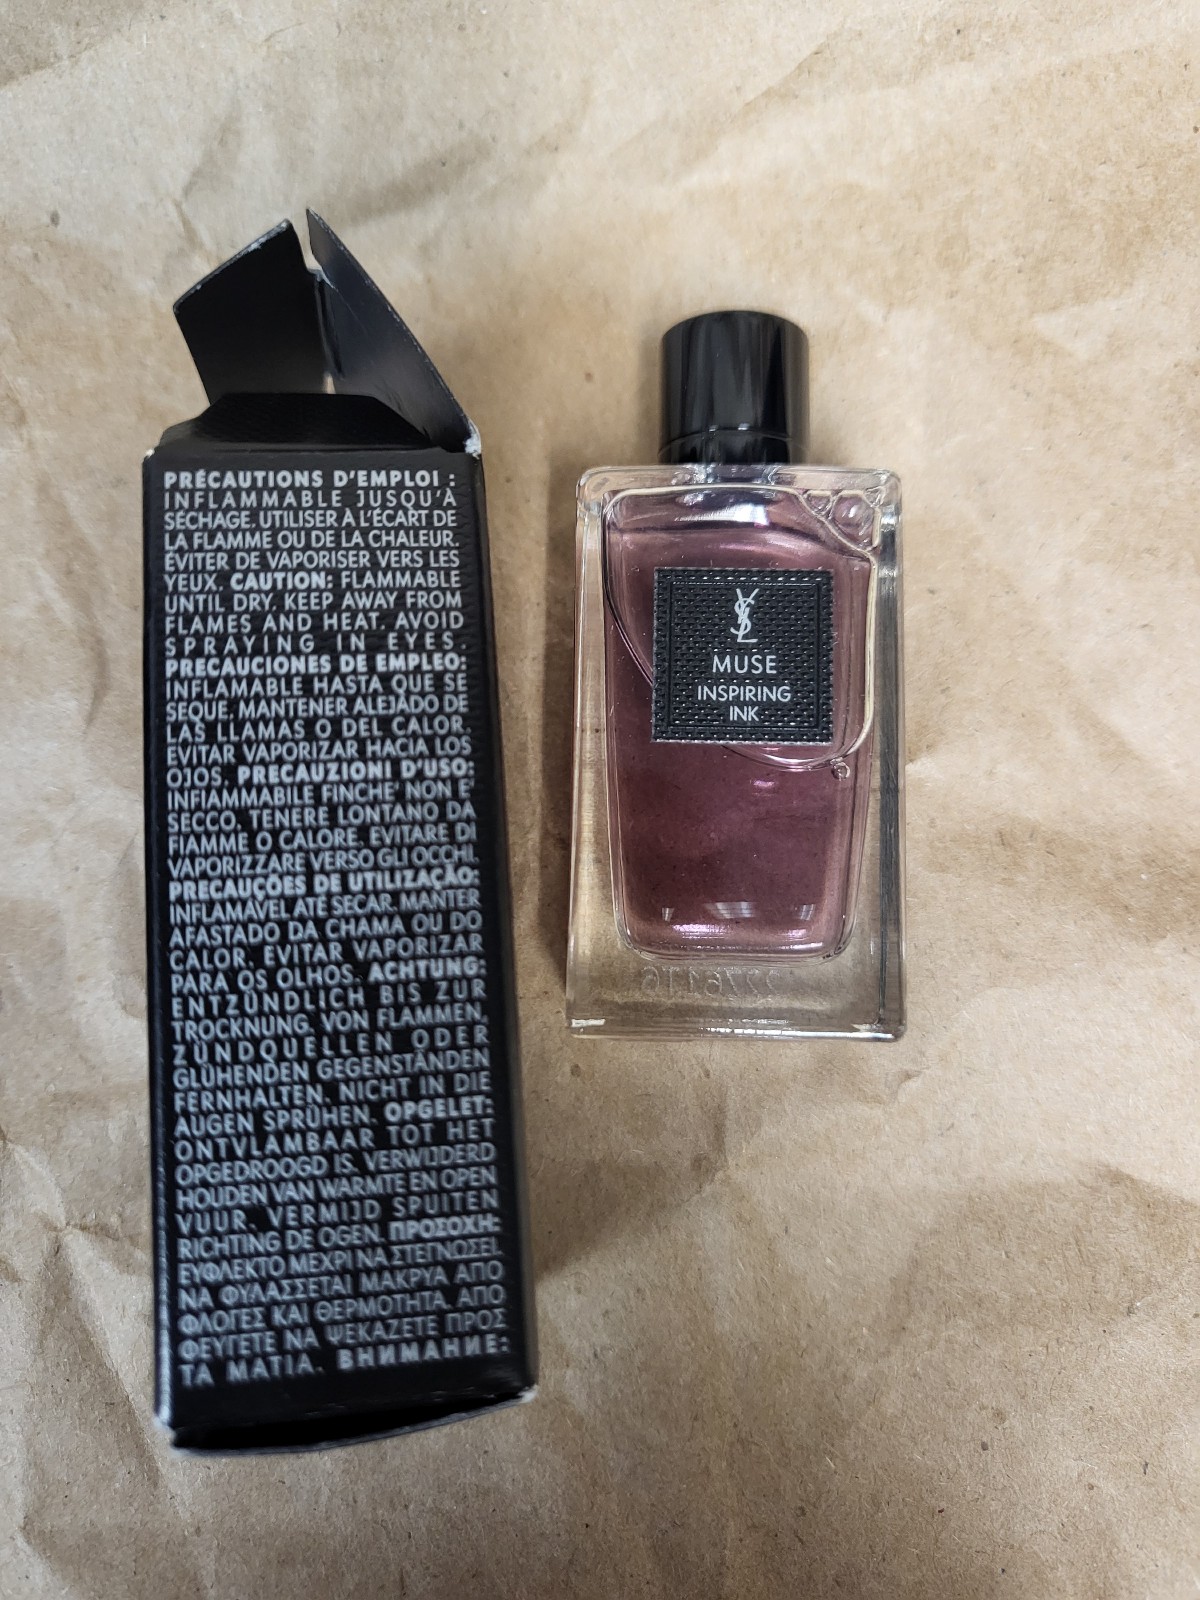 PRÉCAUTIONS D'EMPLOI :
INFLAMMABLE JUSQU'À
SÉCHAGE. UTILISER À L'ÉCART DE
LA FLAMME OU DE LA CHALEUR.
ÉVITER DE VAPORISER VERS LES
YEUX. CAUTION: FLAMMABLE
UNTIL DRY. KEEP AWAY FROM
FLAMES AND HEAT. AVOID
SPRAYING IN EYES.
PRECAUCIONES DE EMPLEO:
INFLAMABLE HASTA QUE SE
SEQUE. MANTENER ALEJADO DE
LAS LLAMAS O DEL CALOR.
EVITAR VAPORIZAR HACIA LOS
OJOS. PRECAUZIONI D'USO:
INFIAMMABILE FINCHE' NON E'
SECCO. TENERE LONTANO DA
FIAMME O CALORE. EVITARE DI
VAPORIZZARE VERSO GLI OCCHI.
PRECAUÇÕES DE UTILIZAÇÃO:
INFLAMÁVEL ATÉ SECAR. MANTER
AFASTADO DA CHAMA OU DO
CALOR. EVITAR VAPORIZAR
PARA OS OLHOS. ACHTUNG:
ENTZÜNDLICH BIS ZUR
TROCKNUNG. VON FLAMMEN,
ZÜNDQUELLEN ODER
GLÜHENDEN GEGENSTÄNDEN
FERNHALTEN. NICHT IN DIE
AUGEN SPRÜHEN. OPGELET:
ONTVLAMBAAR TOT HET
OPGEDROOGD IS. VERWIJDERD
HOUDEN VAN WARMTE EN OPEN
VUUR. VERMIJD SPUITEN
RICHTING DE OGEN. ΠΡΟΣΟΧΗ:
ΕΥΦΛΕΚΤΟ ΜΕΧΡΙ ΝΑ ΣΤΕΓΝΩΣΕΙ.
ΝΑ ΦΥΛΑΣΣΕΤΑΙ ΜΑΚΡΥΑ ΑΠΟ
ΦΛΟΓΕΣ ΚΑΙ ΘΕΡΜΟΤΗΤΑ. ΑΠΟ
ΦΕΥΓΕΤΕ ΝΑ ΨΕΚΑΖΕΤΕ ΠΡΟΣ
ΤΑ ΜΑΤΙΑ. ВНИМАНИЕ:
YSL
MUSE
INSPIRING
INK
2276116